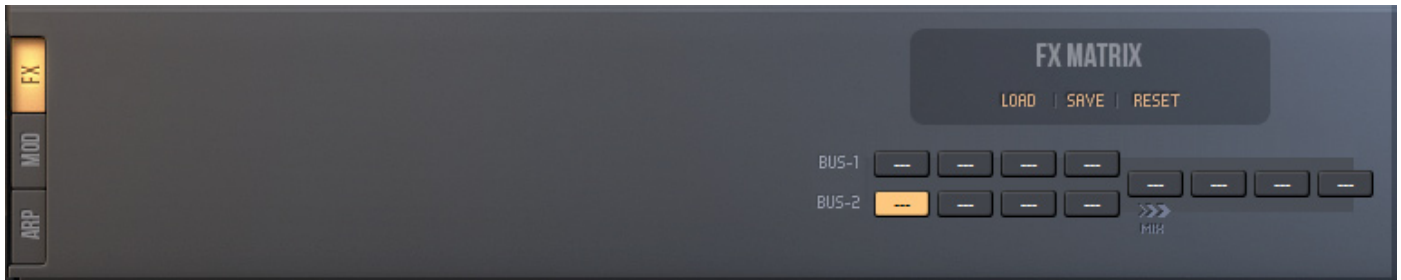 FX
MOD
ARP
FX MATRIX
LOAD | SAVE | RESET
BUS-1 --- --- --- ---
--- --- --- ---
BUS-2 --- --- --- ---
MIX